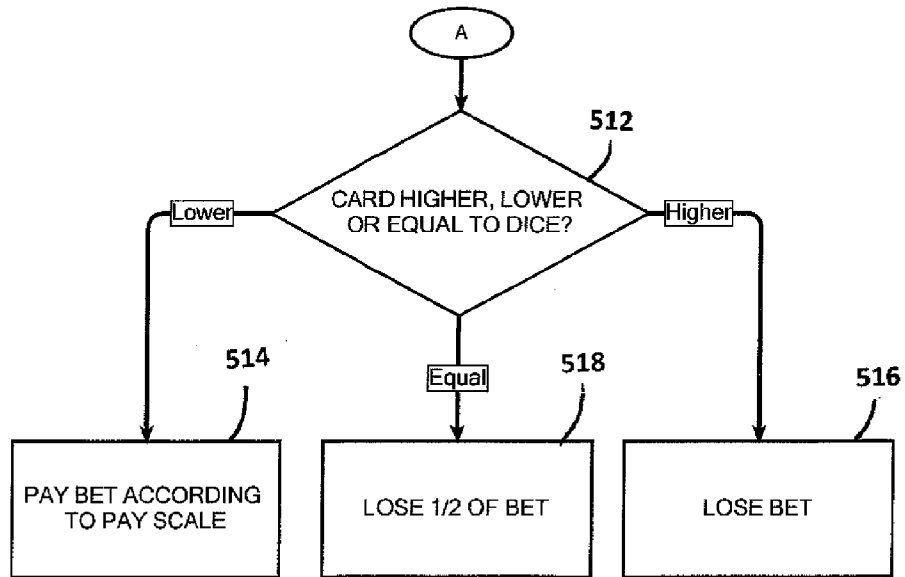 A
512
CARD HIGHER, LOWER
OR EQUAL TO DICE?
Lower
Higher
Equal
514
518
516
PAY BET ACCORDING
TO PAY SCALE
LOSE 1/2 OF BET
LOSE BET